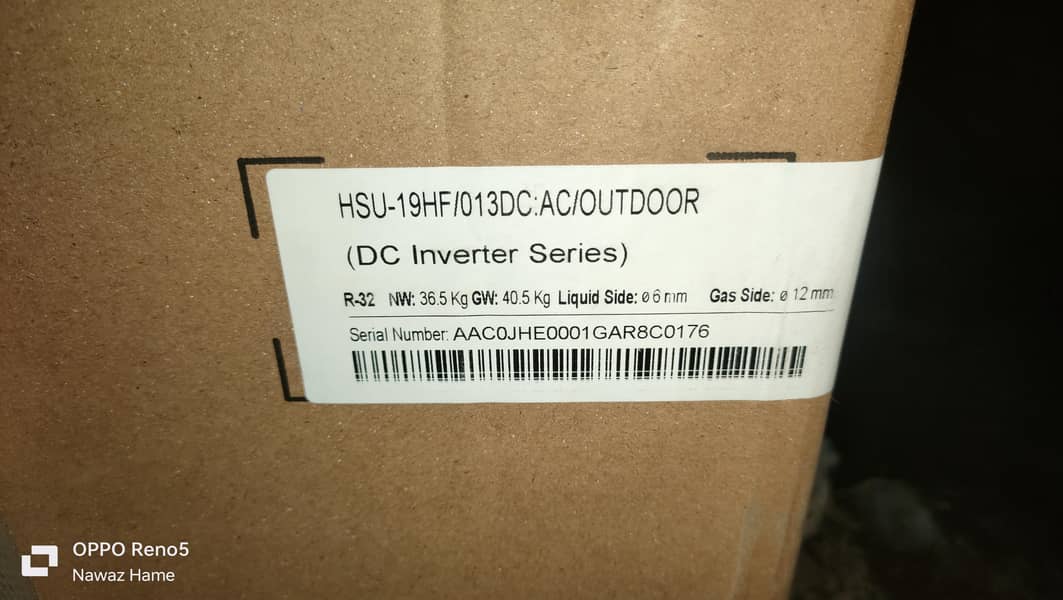 HSU-19HF/013DC:AC/OUTDOOR
(DC Inverter Series)
R-32 NW: 36.5 Kg GW: 40.5 Kg Liquid Side: ø 6 mm Gas Side: ø 12 mm
Serial Number: AAC0JHE0001GAR8C0176
OPPO Reno5
Nawaz Hame